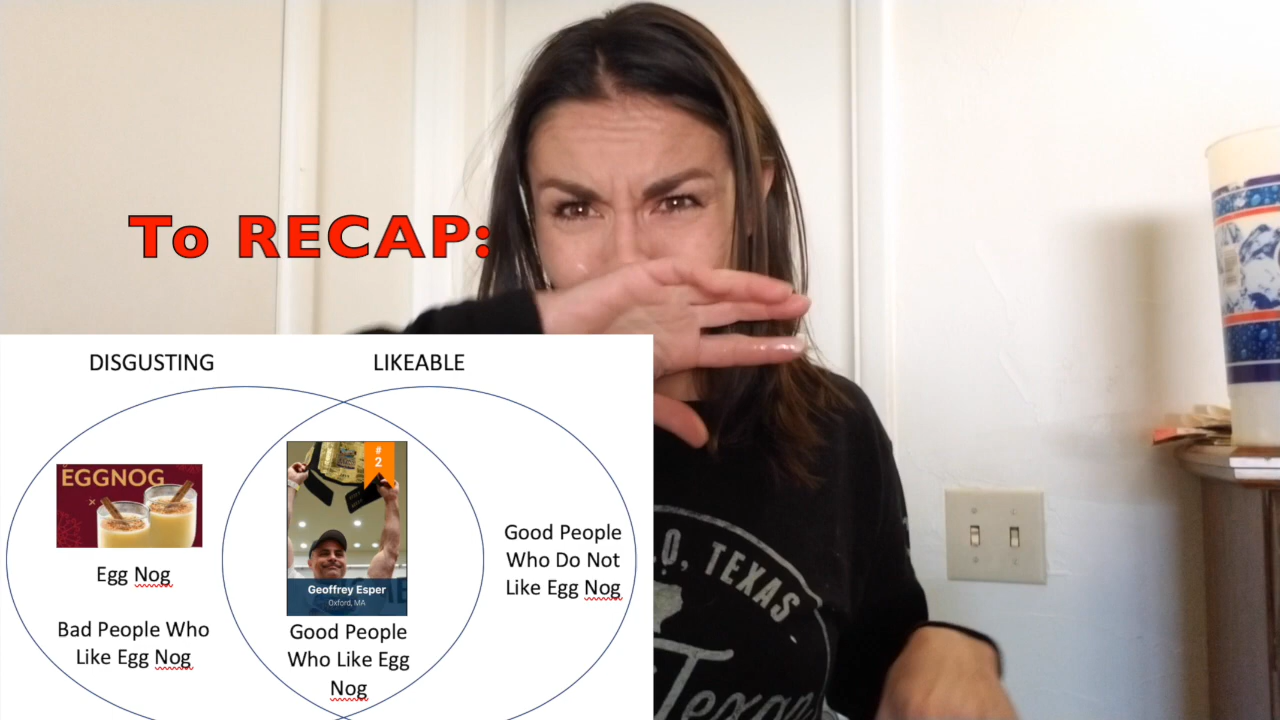 To RECAP:
DISGUSTING
LIKEABLE
EGGNOG
Egg Nog
Bad People Who
Like Egg Nog
#
2
Geoffrey Esper
Oxford, MA
Good People
Who Like Egg
Nog
Good People
Who Do Not
Like Egg Nog
O, TEXAS
Texan